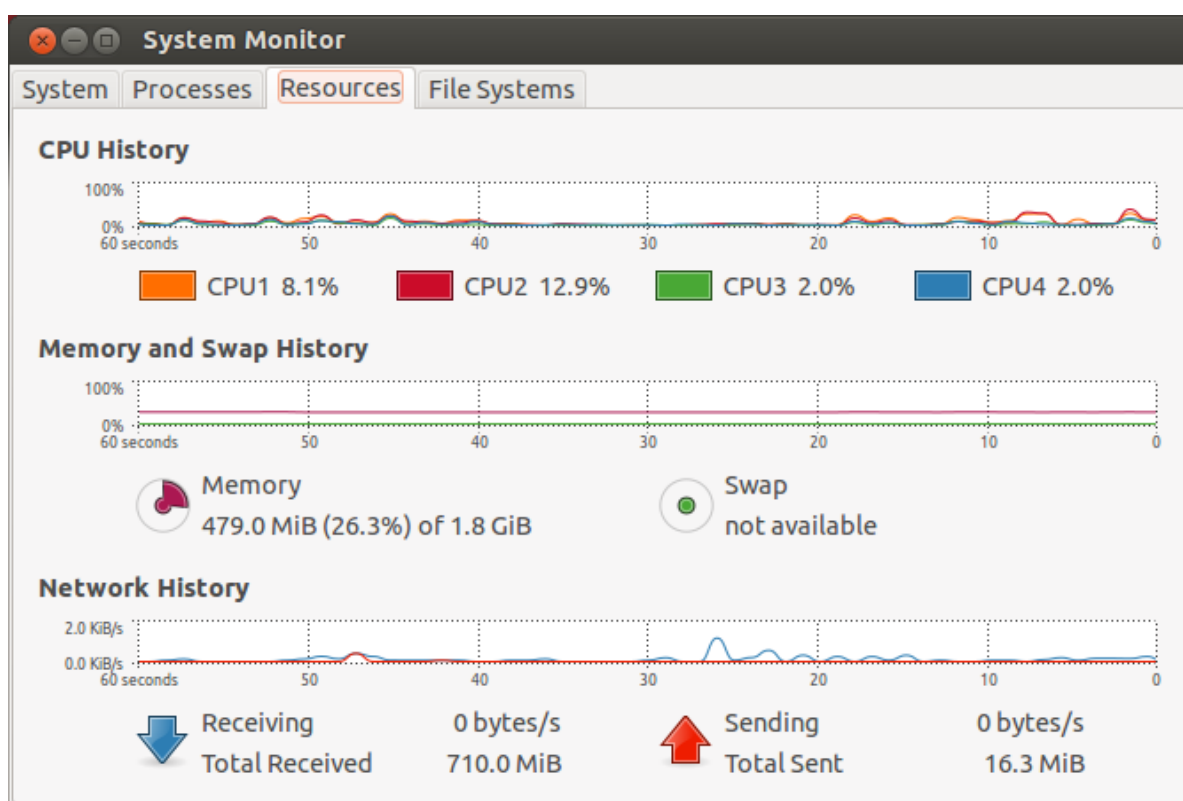 System Monitor
System Processes Resources File Systems
CPU History
100%
0%
60 seconds 50 40 30 20 10 0
CPU1 8.1% CPU2 12.9% CPU3 2.0% CPU4 2.0%
Memory and Swap History
100%
0%
60 seconds 50 40 30 20 10 0
Memory Swap
479.0 MiB (26.3%) of 1.8 GiB not available
Network History
2.0 KiB/s
0.0 KiB/s
60 seconds 50 40 30 20 10 0
Receiving 0 bytes/s Sending 0 bytes/s
Total Received 710.0 MiB Total Sent 16.3 MiB